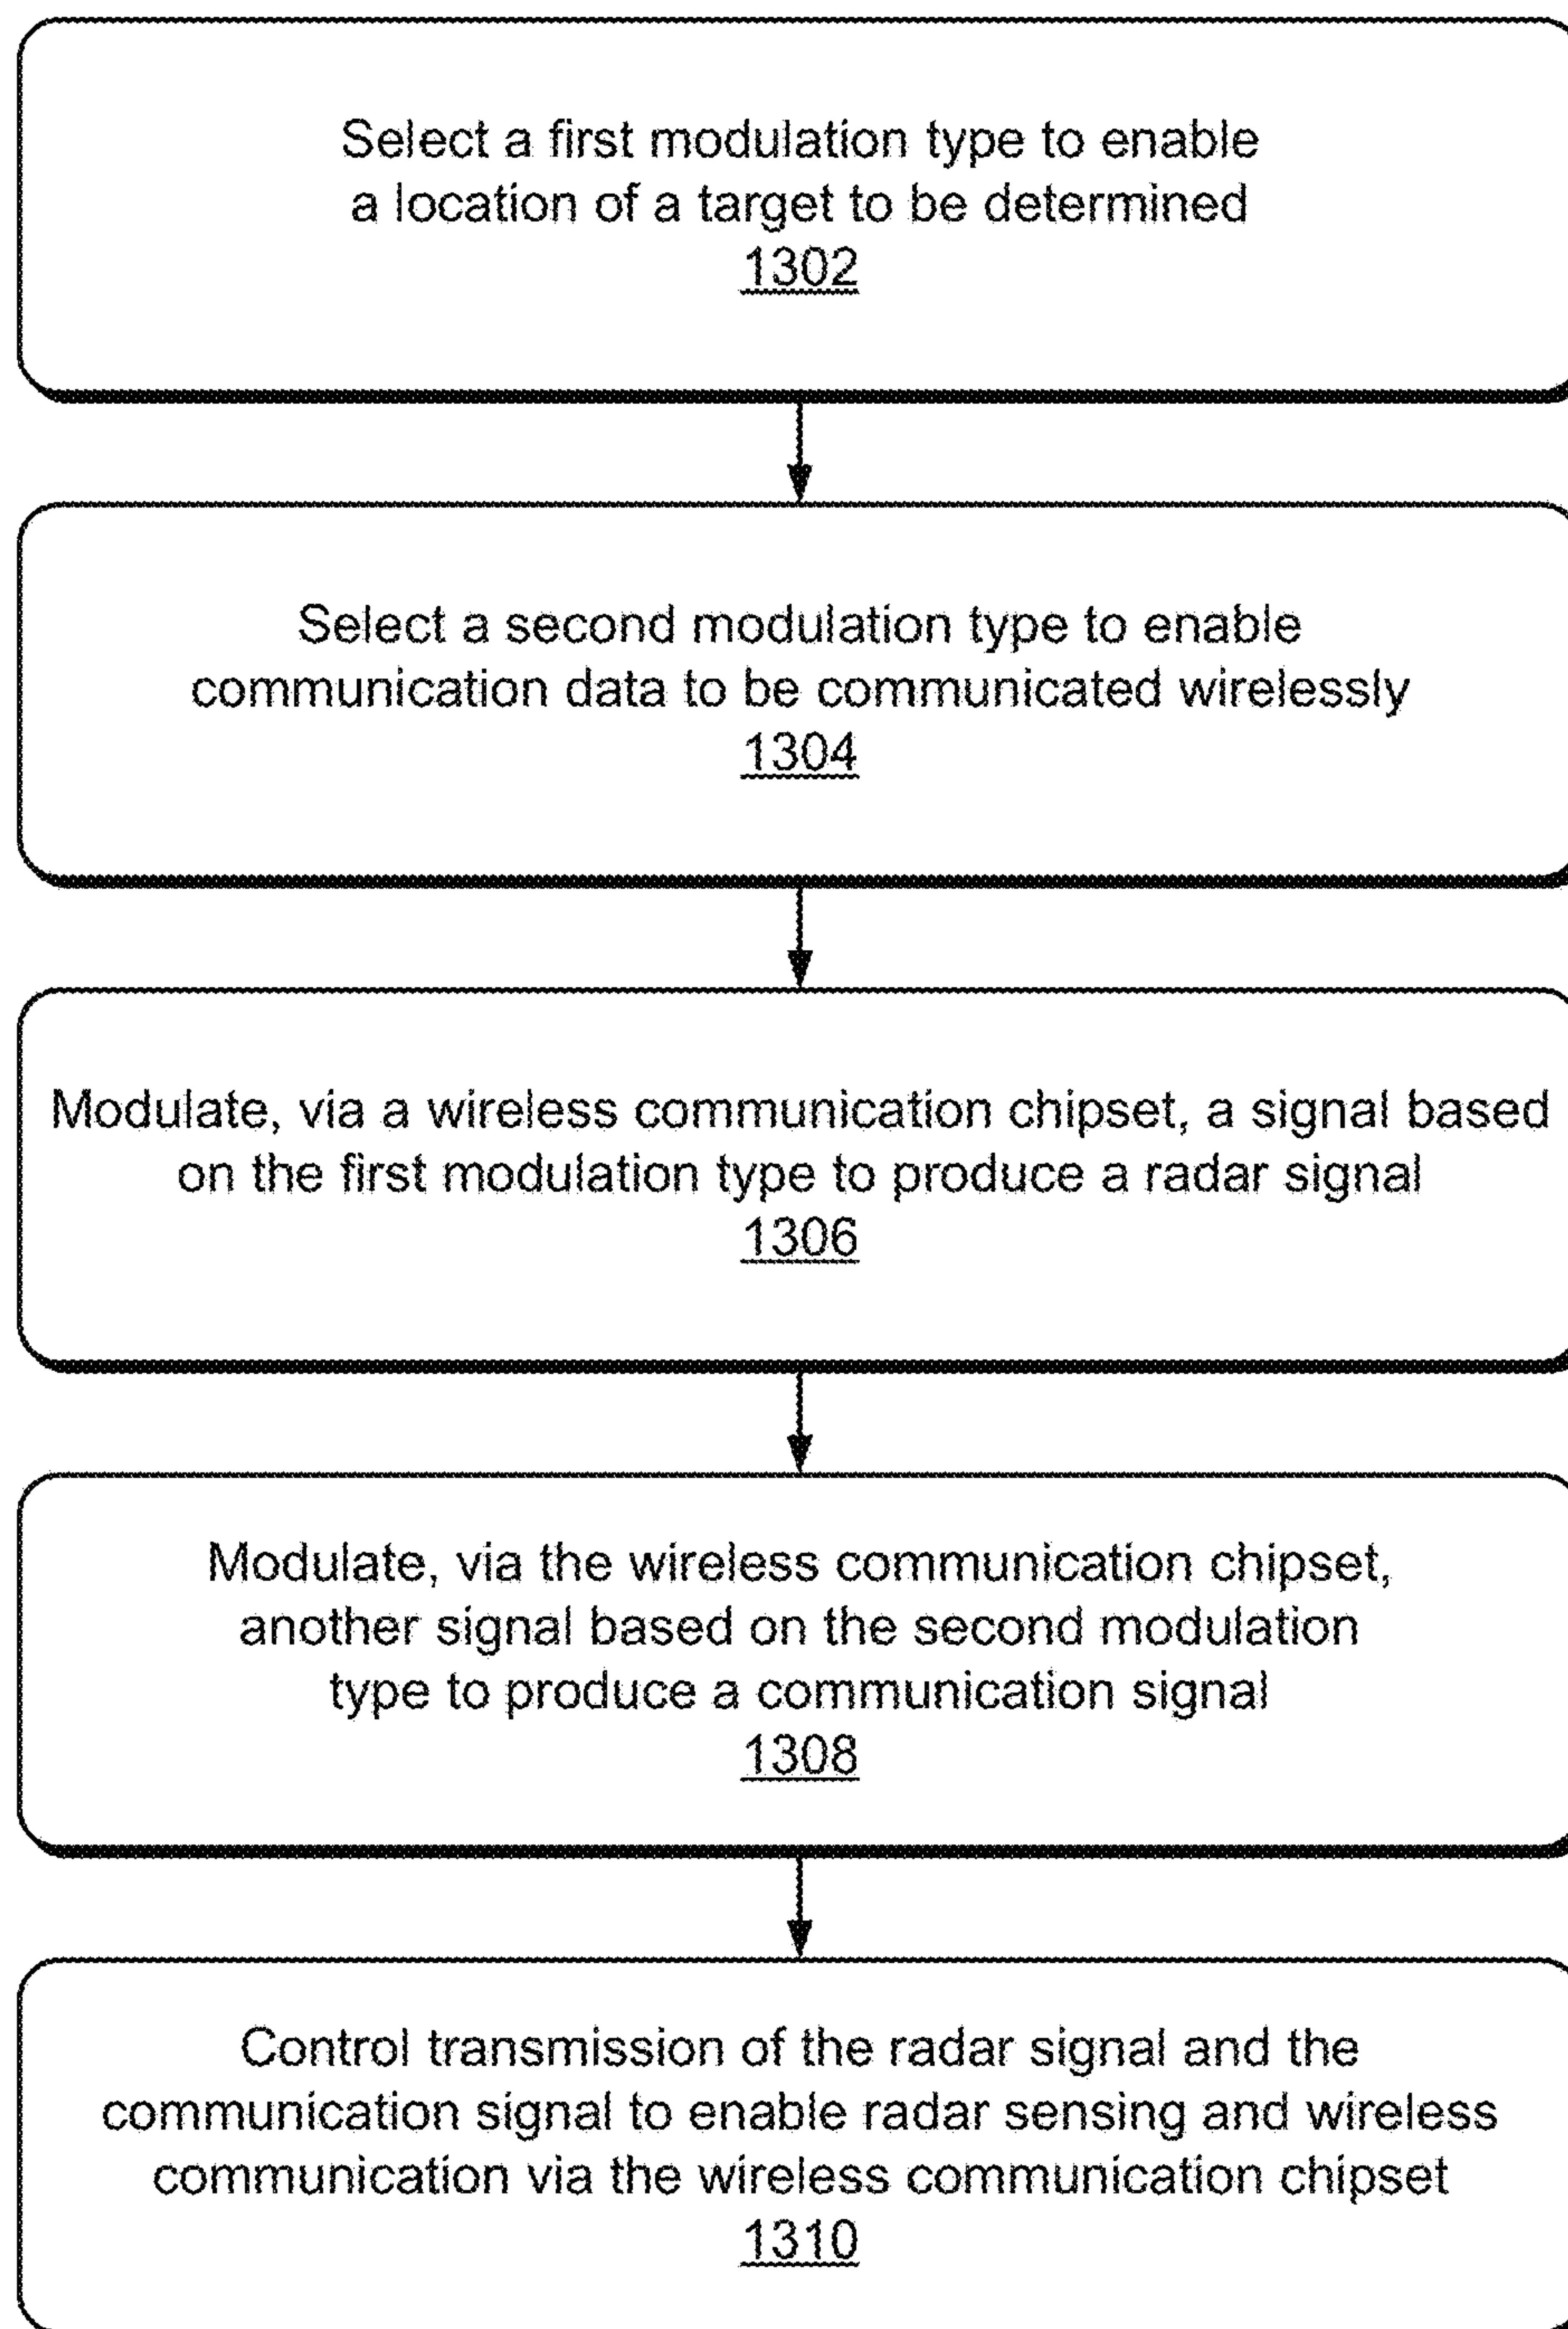 Select a first modulation type to enable
a location of a target to be determined
1302
Select a second modulation type to enable
communication data to be communicated wirelessly
1304
Modulate, via a wireless communication chipset, a signal based
on the first modulation type to produce a radar signal
1306
Modulate, via the wireless communication chipset,
another signal based on the second modulation
type to produce a communication signal
1308
Control transmission of the radar signal and the
communication signal to enable radar sensing and wireless
communication via the wireless communication chipset
1310